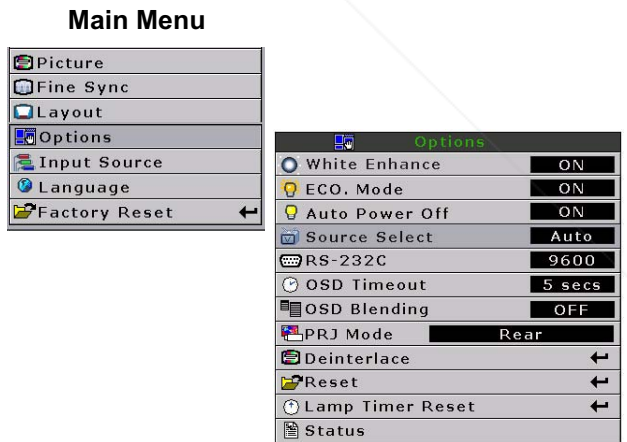 Main Menu
Picture
Fine Sync
Layout
Options
Input Source
Language
Factory Reset
Options
White Enhance ON
ECO. Mode ON
Auto Power Off ON
Source Select Auto
RS-232C 9600
OSD Timeout 5 secs
OSD Blending OFF
PRJ Mode Rear
Deinterlace
Reset
Lamp Timer Reset
Status